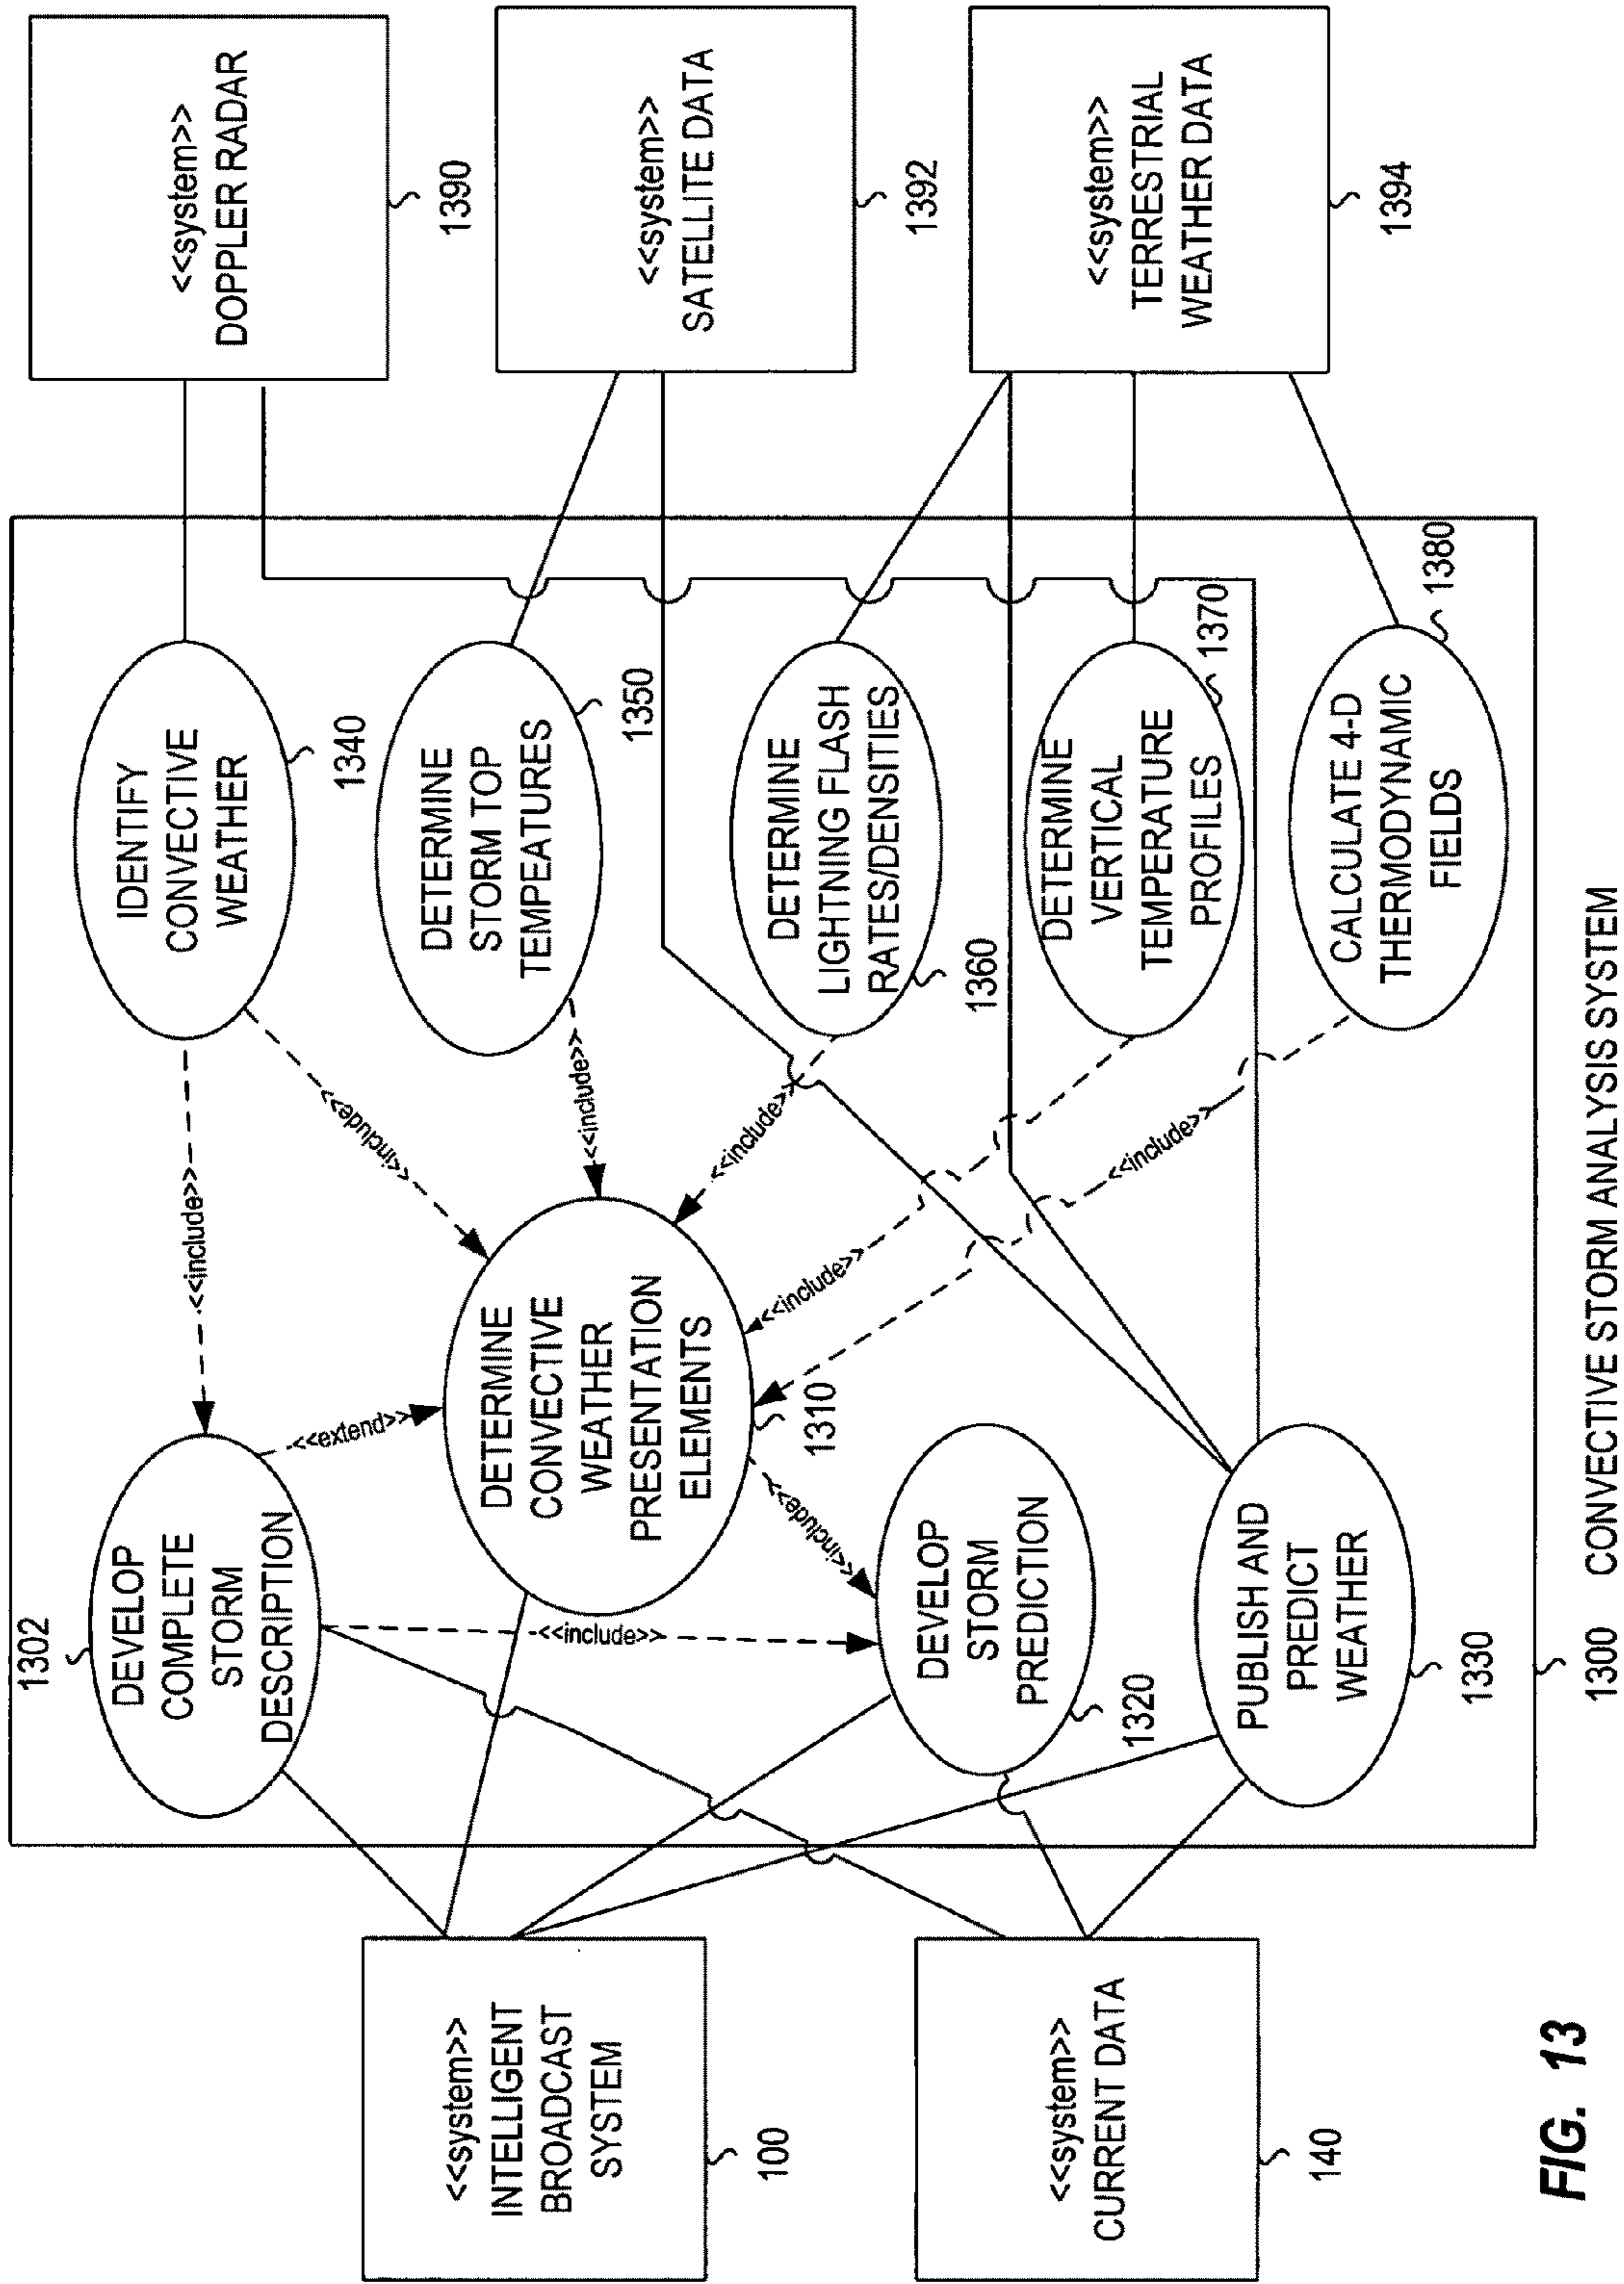 <<system>>
INTELLIGENT
BROADCAST
SYSTEM
100
<<system>>
CURRENT DATA
140
1302
DEVELOP
COMPLETE
STORM
DESCRIPTION
<<extend>>
<<include>>
<<include>>
DETERMINE
CONVECTIVE
WEATHER
PRESENTATION
ELEMENTS
1310
<<include>>
DEVELOP
STORM
PREDICTION
1320
PUBLISH AND
PREDICT
WEATHER
1330
<<include>>
<<include>>
<<include>>
<<include>>
<<include>>
IDENTIFY
CONVECTIVE
WEATHER
1340
DETERMINE
STORM TOP
TEMPEATURES
1350
DETERMINE
LIGHTNING FLASH
RATES/DENSITIES
1360
DETERMINE
VERTICAL
TEMPERATURE
PROFILES
1370
CALCULATE 4-D
THERMODYNAMIC
FIELDS
1380
<<system>>
DOPPLER RADAR
1390
<<system>>
SATELLITE DATA
1392
<<system>>
TERRESTRIAL
WEATHER DATA
1394
1300 CONVECTIVE STORM ANALYSIS SYSTEM
FIG. 13